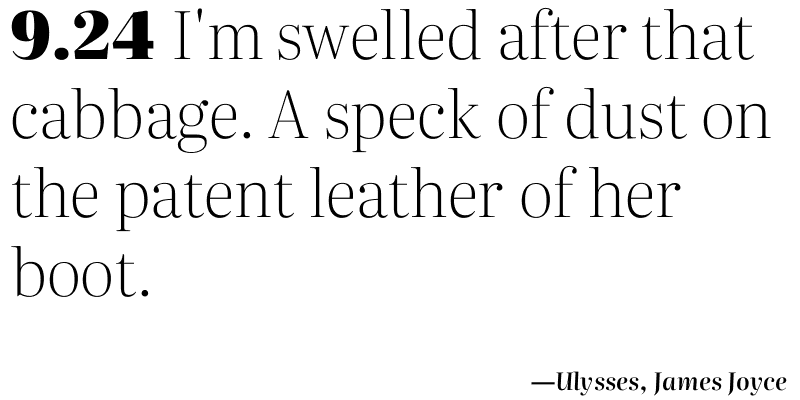 9.24 I'm swelled after that
cabbage. A speck of dust on
the patent leather of her
boot.
—Ulysses, James Joyce